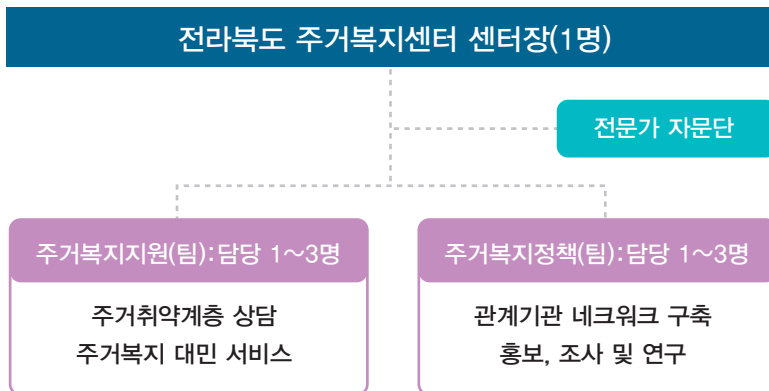 전라북도 주거복지센터 센터장(1명)
전문가 자문단
주거복지지원(팀):담당 1~3명
주거취약계층 상담
주거복지 대민 서비스
주거복지정책(팀):담당 1~3명
관계기관 네크워크 구축
홍보, 조사 및 연구